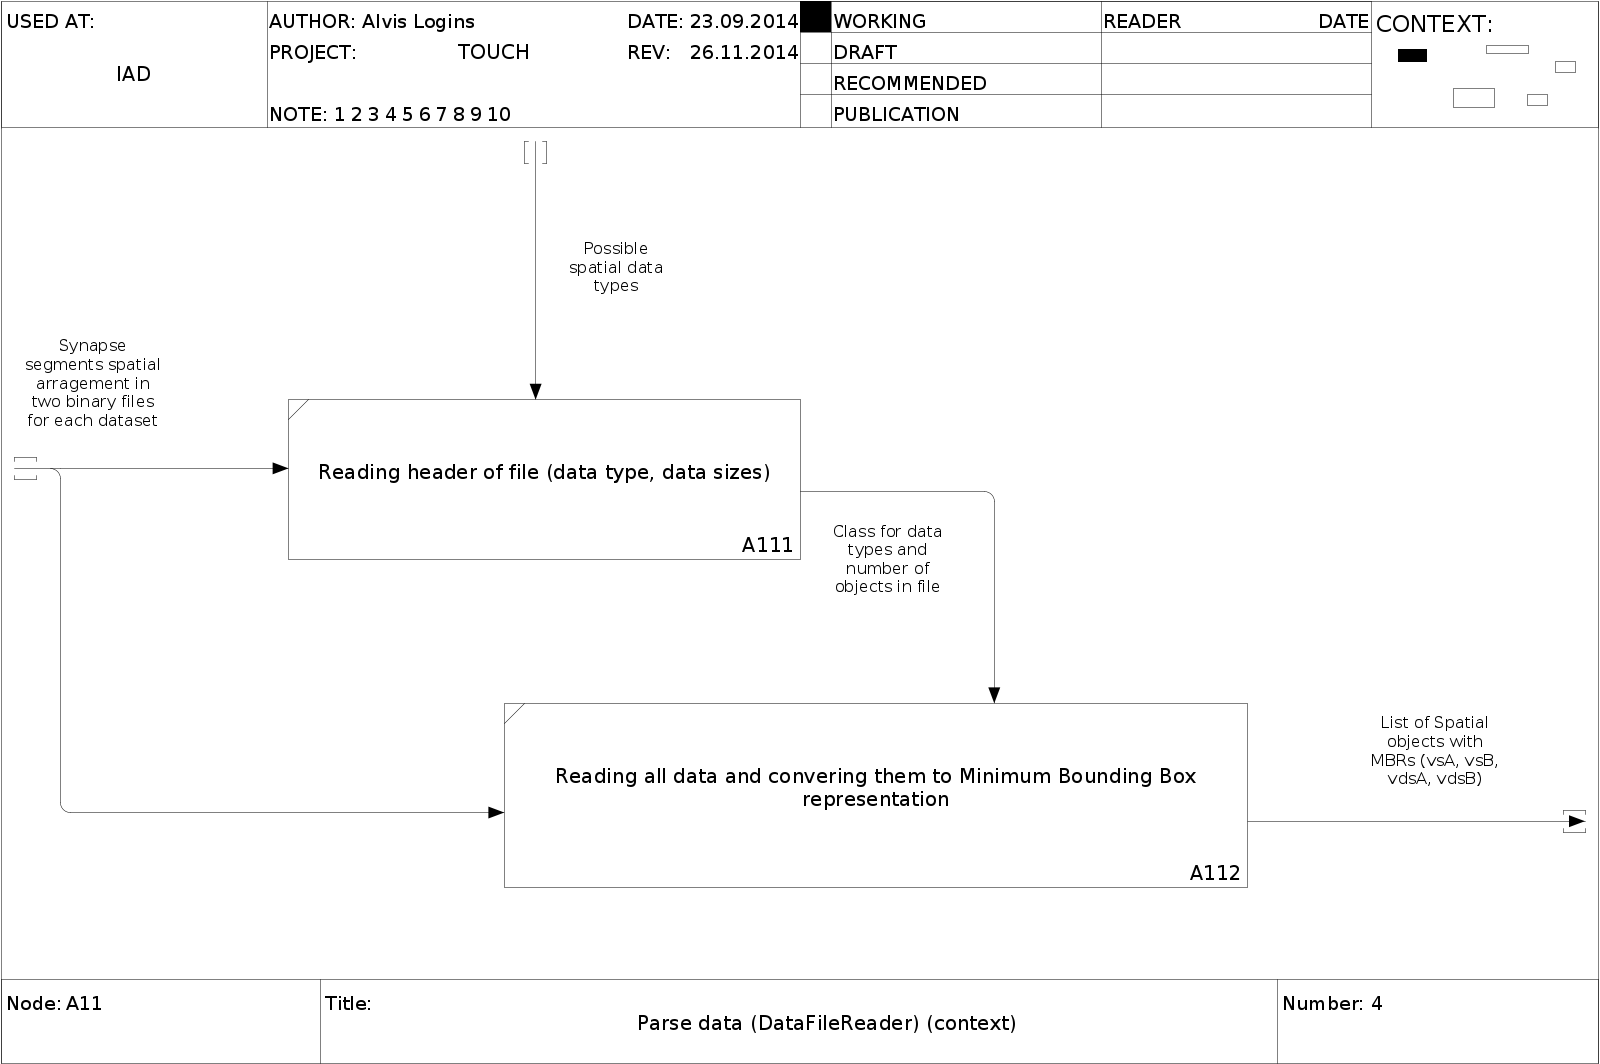 USED AT:
IAD
AUTHOR: Alvis Logins
DATE: 23.09.2014
PROJECT: TOUCH
REV: 26.11.2014
NOTE: 1 2 3 4 5 6 7 8 9 10
WORKING
DRAFT
RECOMMENDED
PUBLICATION
READER
DATE
CONTEXT:
Possible
spatial data
types
Synapse
segments spatial
arragement in
two binary files
for each dataset
Reading header of file (data type, data sizes)
A111
Class for data
types and
number of
objects in file
Reading all data and convering them to Minimum Bounding Box
representation
A112
List of Spatial
objects with
MBRs (vsA, vsB,
vdsA, vdsB)
Node: A11
Title:
Parse data (DataFileReader) (context)
Number: 4